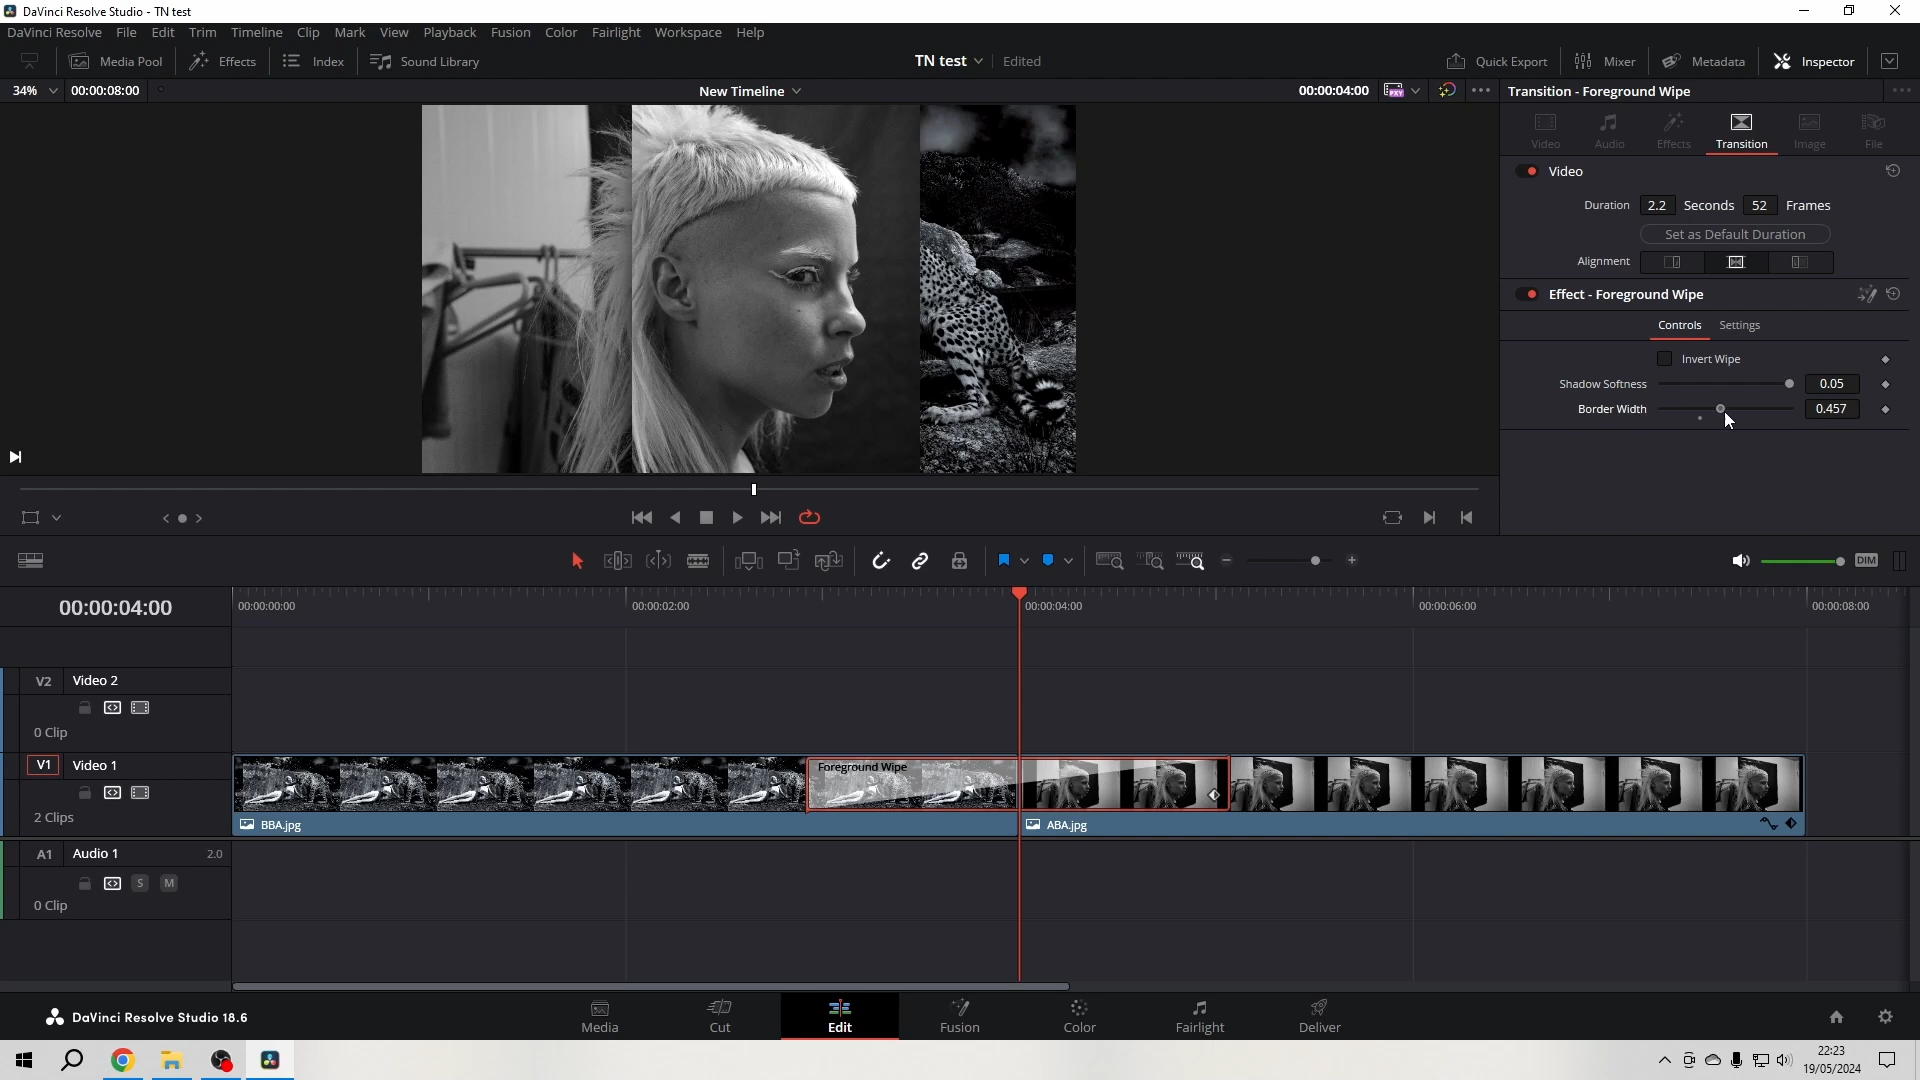 DaVinci Resolve Studio - TN test
DaVinci Resolve File Edit Trim Timeline Clip Mark View Playback Fusion Color Fairlight Workspace Help
Media Pool Effects Index Sound Library TN test Edited Quick Export Mixer Metadata Inspector
34% 00:00:08:00 New Timeline 00:00:04:00 PXY Transition - Foreground Wipe
Video Audio Effects Transition Image File
Video
Duration 2.2 Seconds 52 Frames
Set as Default Duration
Alignment
Effect - Foreground Wipe
Controls Settings
Invert Wipe
Shadow Softness 0.05
Border Width 0.457
DIM
00:00:04:00 00:00:00:00 00:00:02:00 00:00:04:00 00:00:06:00 00:00:08:00
V2 Video 2
0 Clip
V1 Video 1
Foreground Wipe
2 Clips
BBA.jpg ABA.jpg
A1 Audio 1 2.0
S M
0 Clip
DaVinci Resolve Studio 18.6
Media Cut Edit Fusion Color Fairlight Deliver
22:23
19/05/2024